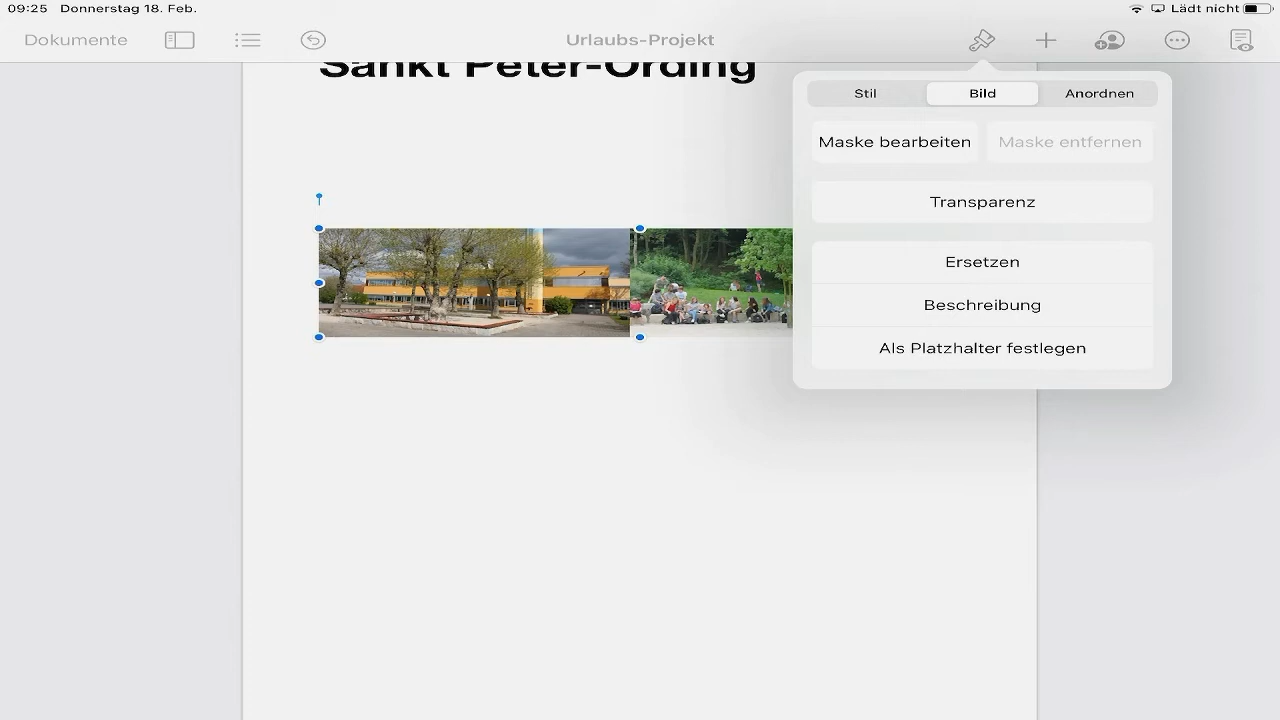 09:25 Donnerstag 18. Feb.
Lädt nicht
Dokumente
Urlaubs-Projekt
Sankt Peter-Ording
Stil
Bild
Anordnen
Maske bearbeiten
Maske entfernen
Transparenz
Ersetzen
Beschreibung
Als Platzhalter festlegen